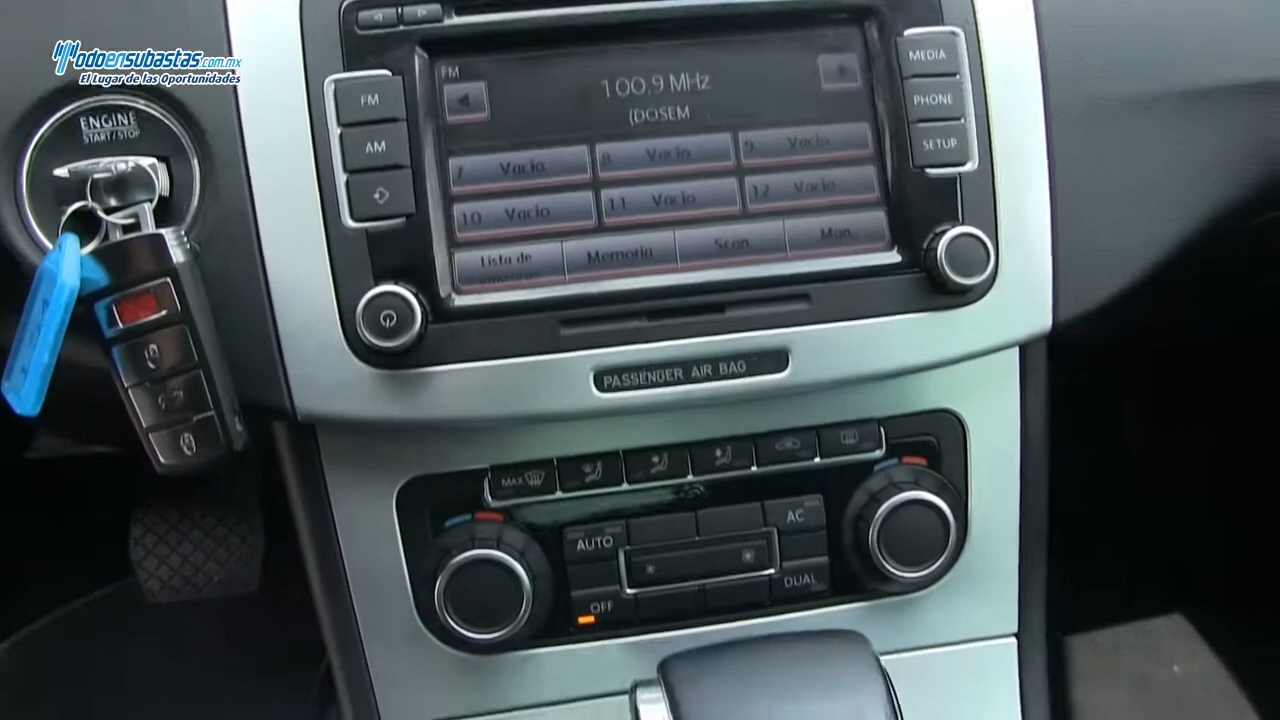 TodoenSubastas.com.mx
El Lugar de las Oportunidades
ENGINE
START/STOP
FM
AM
FM
100.9 MHz
(DOSEM
7 Vacío
8 Vacío
9 Vacío
10 Vacío
11 Vacío
12 Vacío
Lista de
Memoria
Scan
Man.
MEDIA
PHONE
SETUP
PASSENGER AIR BAG
MAX
AUTO
AC
OFF
DUAL